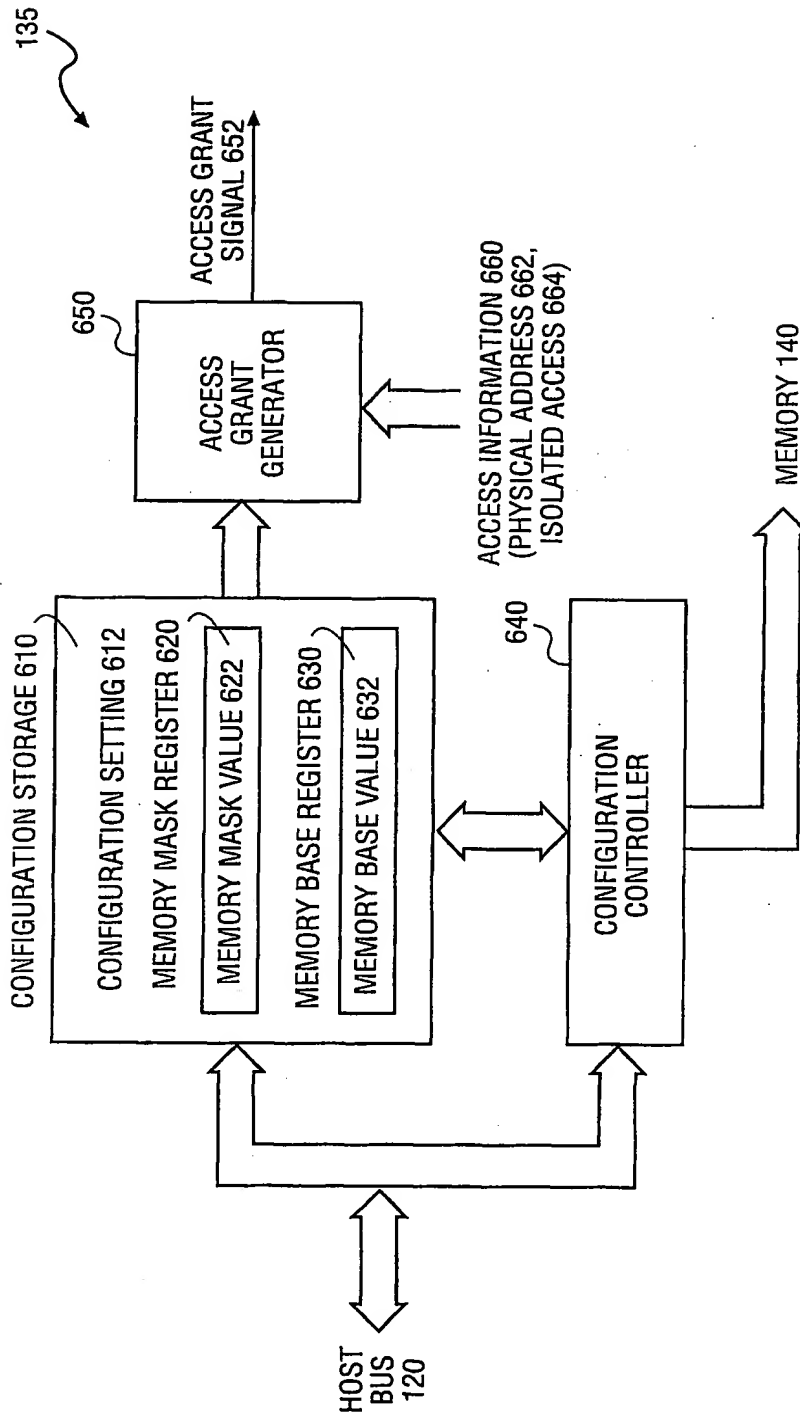 135
ACCESS GRANT
SIGNAL 652
650
ACCESS
GRANT
GENERATOR
ACCESS INFORMATION 660
(PHYSICAL ADDRESS 662,
ISOLATED ACCESS 664)
CONFIGURATION STORAGE 610
CONFIGURATION SETTING 612
MEMORY MASK REGISTER 620
MEMORY MASK VALUE 622
MEMORY BASE REGISTER 630
MEMORY BASE VALUE 632
640
CONFIGURATION
CONTROLLER
MEMORY 140
HOST
BUS
120